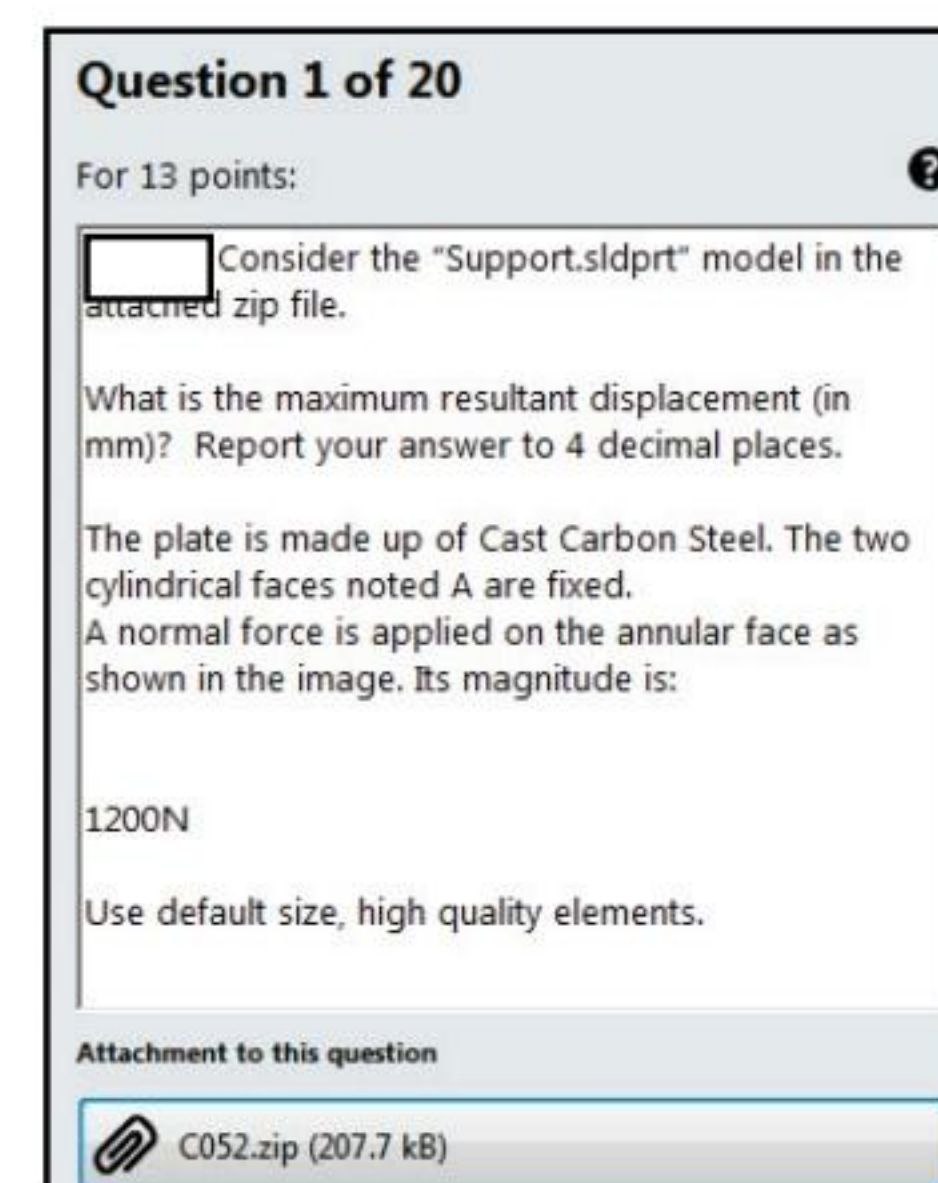 Question 1 of 20
For 13 points:
?
Consider the "Support.sldprt" model in the
attached zip file.
What is the maximum resultant displacement (in
mm)? Report your answer to 4 decimal places.
The plate is made up of Cast Carbon Steel. The two
cylindrical faces noted A are fixed.
A normal force is applied on the annular face as
shown in the image. Its magnitude is:
1200N
Use default size, high quality elements.
Attachment to this question
C052.zip (207.7 kB)